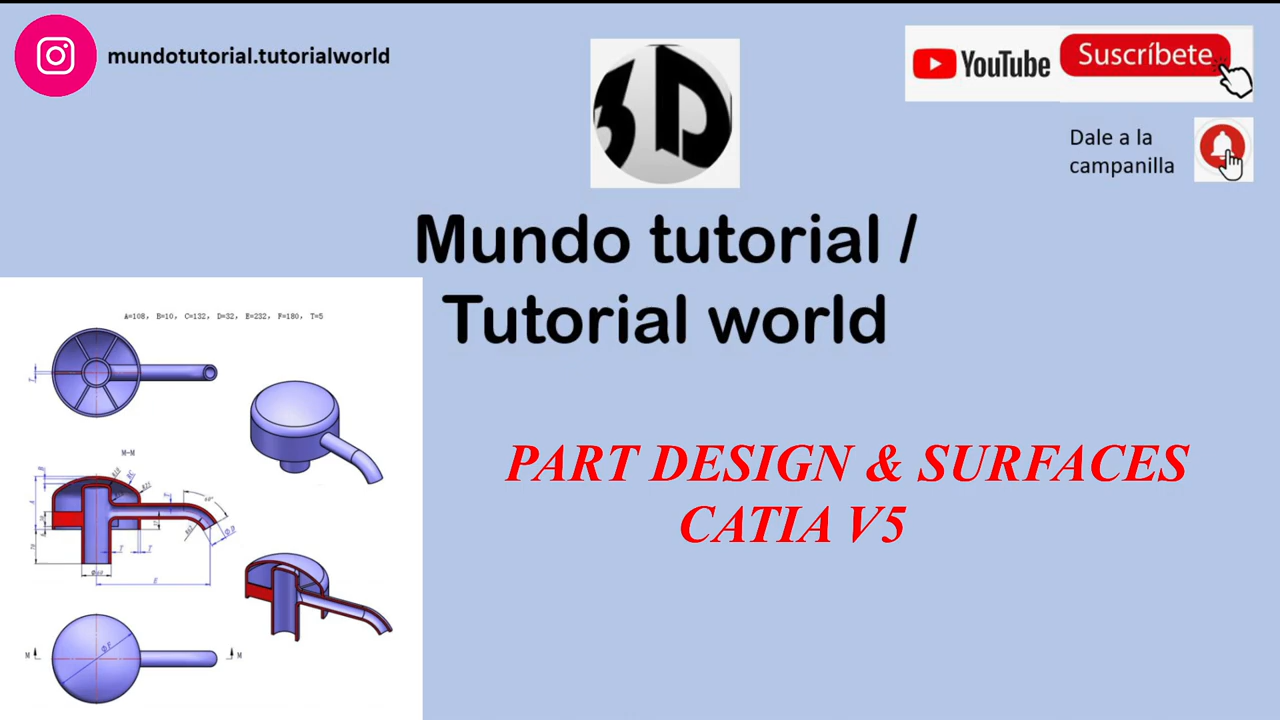 mundotutorial.tutorialworld
3D
YouTube
Suscríbete
Dale a la
campanilla
Mundo tutorial /
Tutorial world
A=108, B=10, C=132, D=32, E=232, F=180, T=5
T
M-M
T
T
E
ΦF
M
M
PART DESIGN & SURFACES
CATIA V5